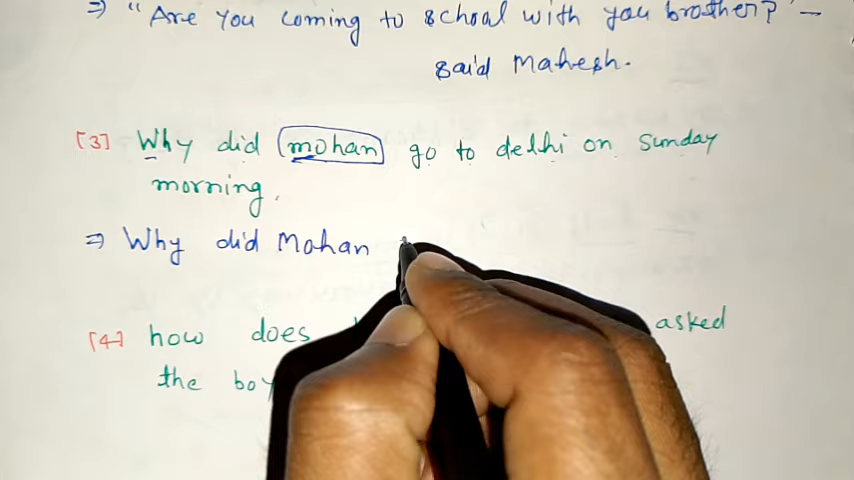 ⇒ "Are you coming to school with you brother?" —
said Mahesh.
[3] Why did mohan go to delhi on sunday
morning.
⇒ Why did Mohan
[4] how does asked
the boy